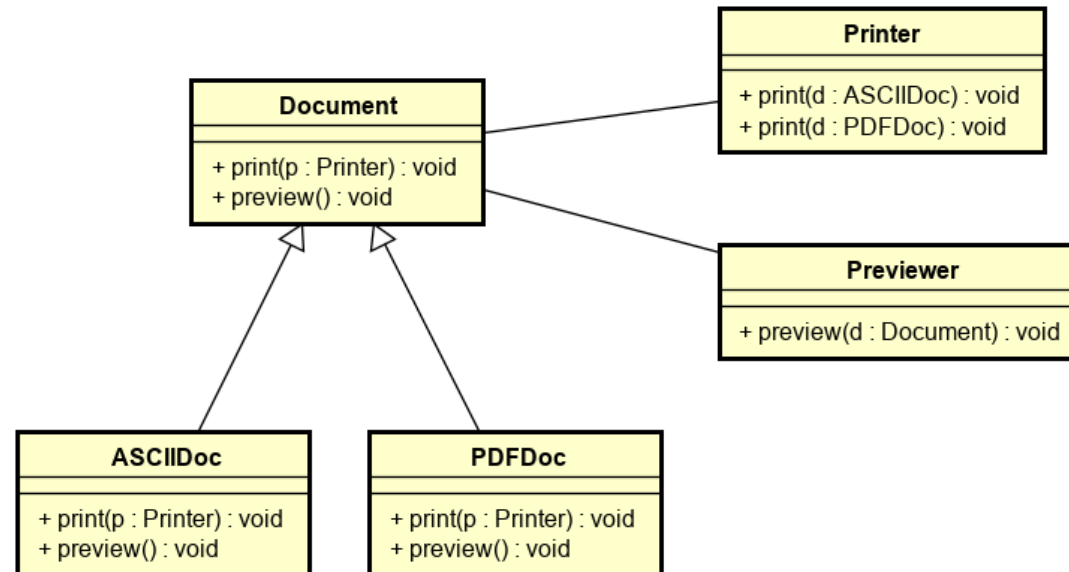 Printer
+ print(d : ASCIIDoc) : void
+ print(d : PDFDoc) : void
Document
+ print(p : Printer) : void
+ preview() : void
Previewer
+ preview(d : Document) : void
ASCIIDoc
+ print(p : Printer) : void
+ preview() : void
PDFDoc
+ print(p : Printer) : void
+ preview() : void